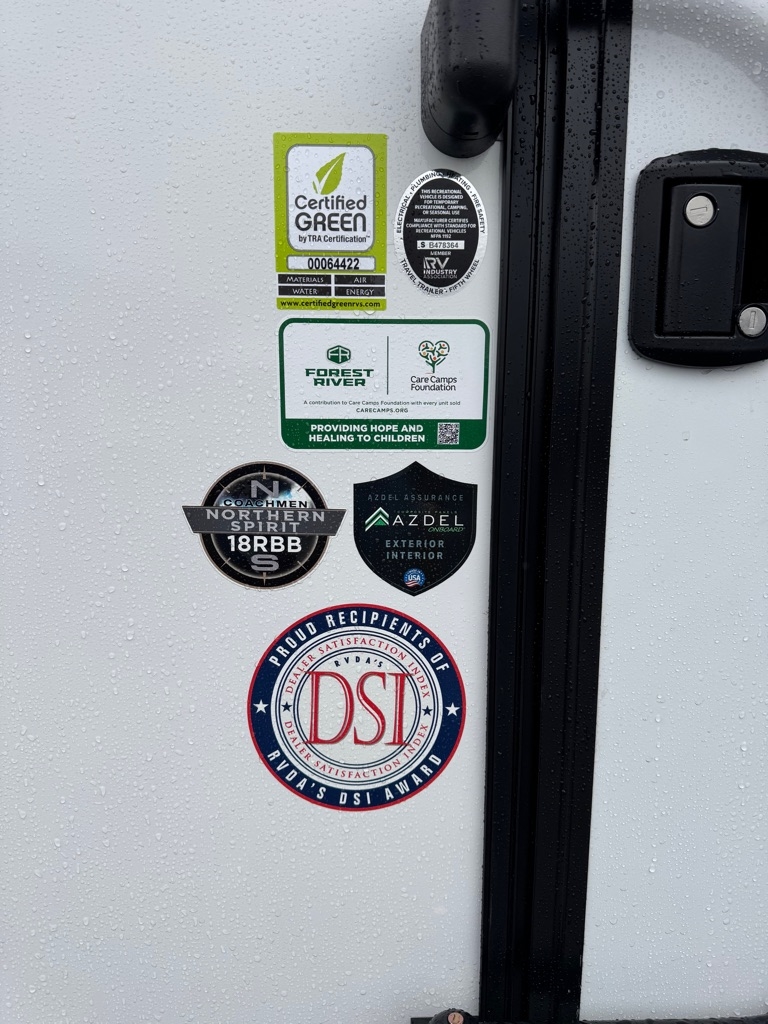 Certified
GREEN
by TRA Certification™
00064422
MATERIALS AIR
WATER ENERGY
www.certifiedgreenrvs.com
ELECTRICAL • PLUMBING • HEATING • FIRE SAFETY
THIS RECREATIONAL
VEHICLE IS DESIGNED
FOR TEMPORARY
RECREATIONAL, CAMPING,
OR SEASONAL USE
MANUFACTURER CERTIFIES
COMPLIANCE WITH STANDARD FOR
RECREATIONAL VEHICLES
NFPA 1192
S B478364
MEMBER
RV
INDUSTRY
ASSOCIATION
TRAVEL TRAILER • FIFTH WHEEL
FR
FOREST
RIVER
Care Camps
Foundation
A contribution to Care Camps Foundation with every unit sold
CARECAMPS.ORG
PROVIDING HOPE AND
HEALING TO CHILDREN
N
COACHMEN
NORTHERN
SPIRIT
18RBB
S
AZDEL ASSURANCE
AZDEL
ONBOARD
EXTERIOR
INTERIOR
USA
PROUD RECIPIENTS OF
DEALER SATISFACTION INDEX
RVDA'S
DSI
DEALER SATISFACTION INDEX
RVDA'S DSI AWARD